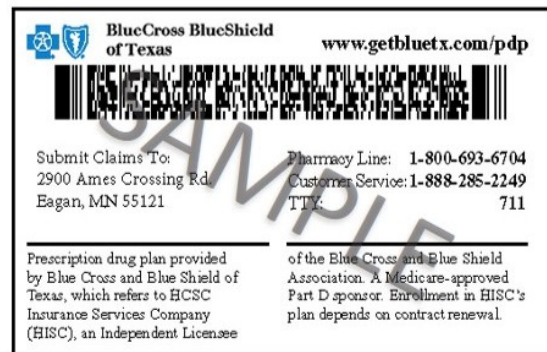 BlueCross BlueShield
of Texas
www.getbluetx.com/pdp
Submit Claims To:
2900 Ames Crossing Rd.
Eagan, MN 55121
Pharmacy Line: 1-800-693-6704
Customer Service: 1-888-285-2249
TTY: 711
SAMPLE
Prescription drug plan provided
by Blue Cross and Blue Shield of
Texas, which refers to HCSC
Insurance Services Company
(HISC), an Independent Licensee
of the Blue Cross and Blue Shield
Association. A Medicare-approved
Part D sponsor. Enrollment in HISC's
plan depends on contract renewal.